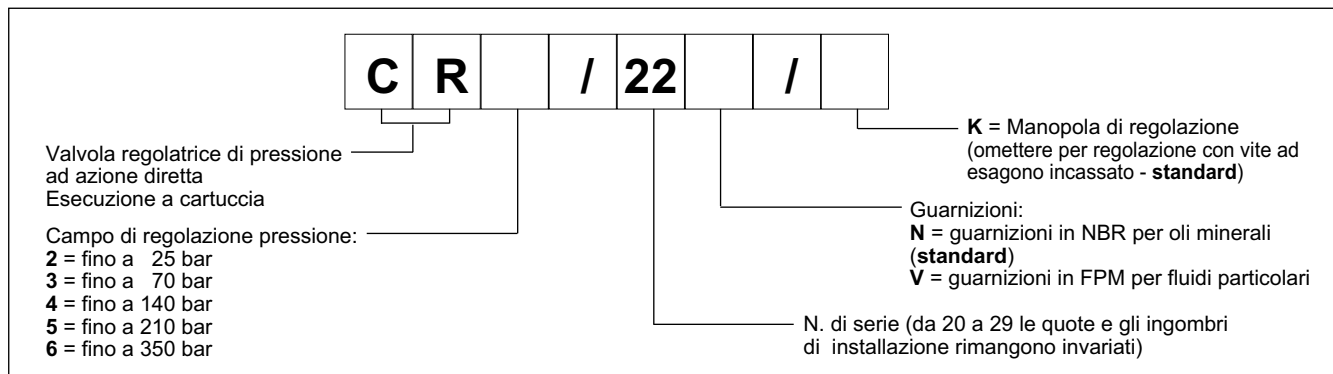 C R / 22 /
Valvola regolatrice di pressione
ad azione diretta
Esecuzione a cartuccia
Campo di regolazione pressione:
2 = fino a 25 bar
3 = fino a 70 bar
4 = fino a 140 bar
5 = fino a 210 bar
6 = fino a 350 bar
K = Manopola di regolazione
(omettere per regolazione con vite ad
esagono incassato - standard)
Guarnizioni:
N = guarnizioni in NBR per oli minerali
(standard)
V = guarnizioni in FPM per fluidi particolari
N. di serie (da 20 a 29 le quote e gli ingombri
di installazione rimangono invariati)